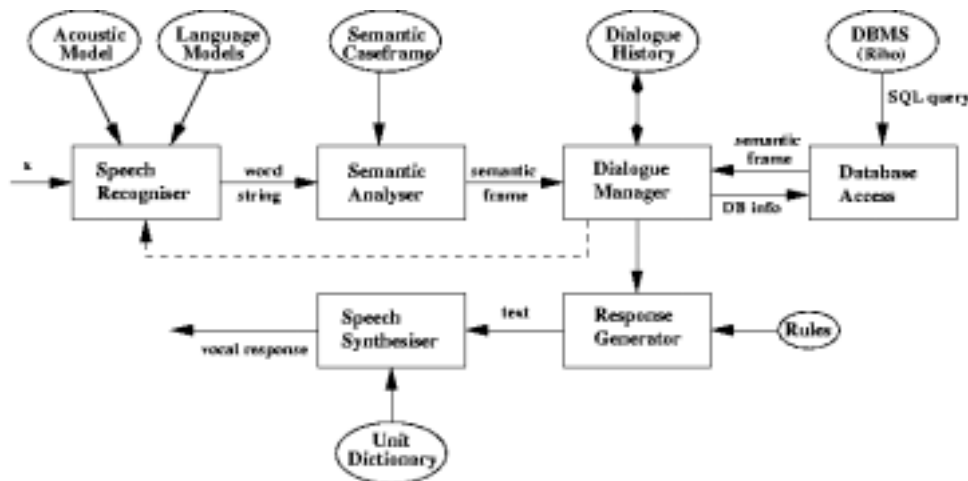 Acoustic
Model
Language
Models
Semantic
Caseframe
Dialogue
History
DBMS
(Riho)
SQL query
s
Speech
Recogniser
word
string
Semantic
Analyser
semantic
frame
Dialogue
Manager
semantic
frame
DB info
Database
Access
vocal response
Speech
Synthesiser
text
Response
Generator
Rules
Unit
Dictionary